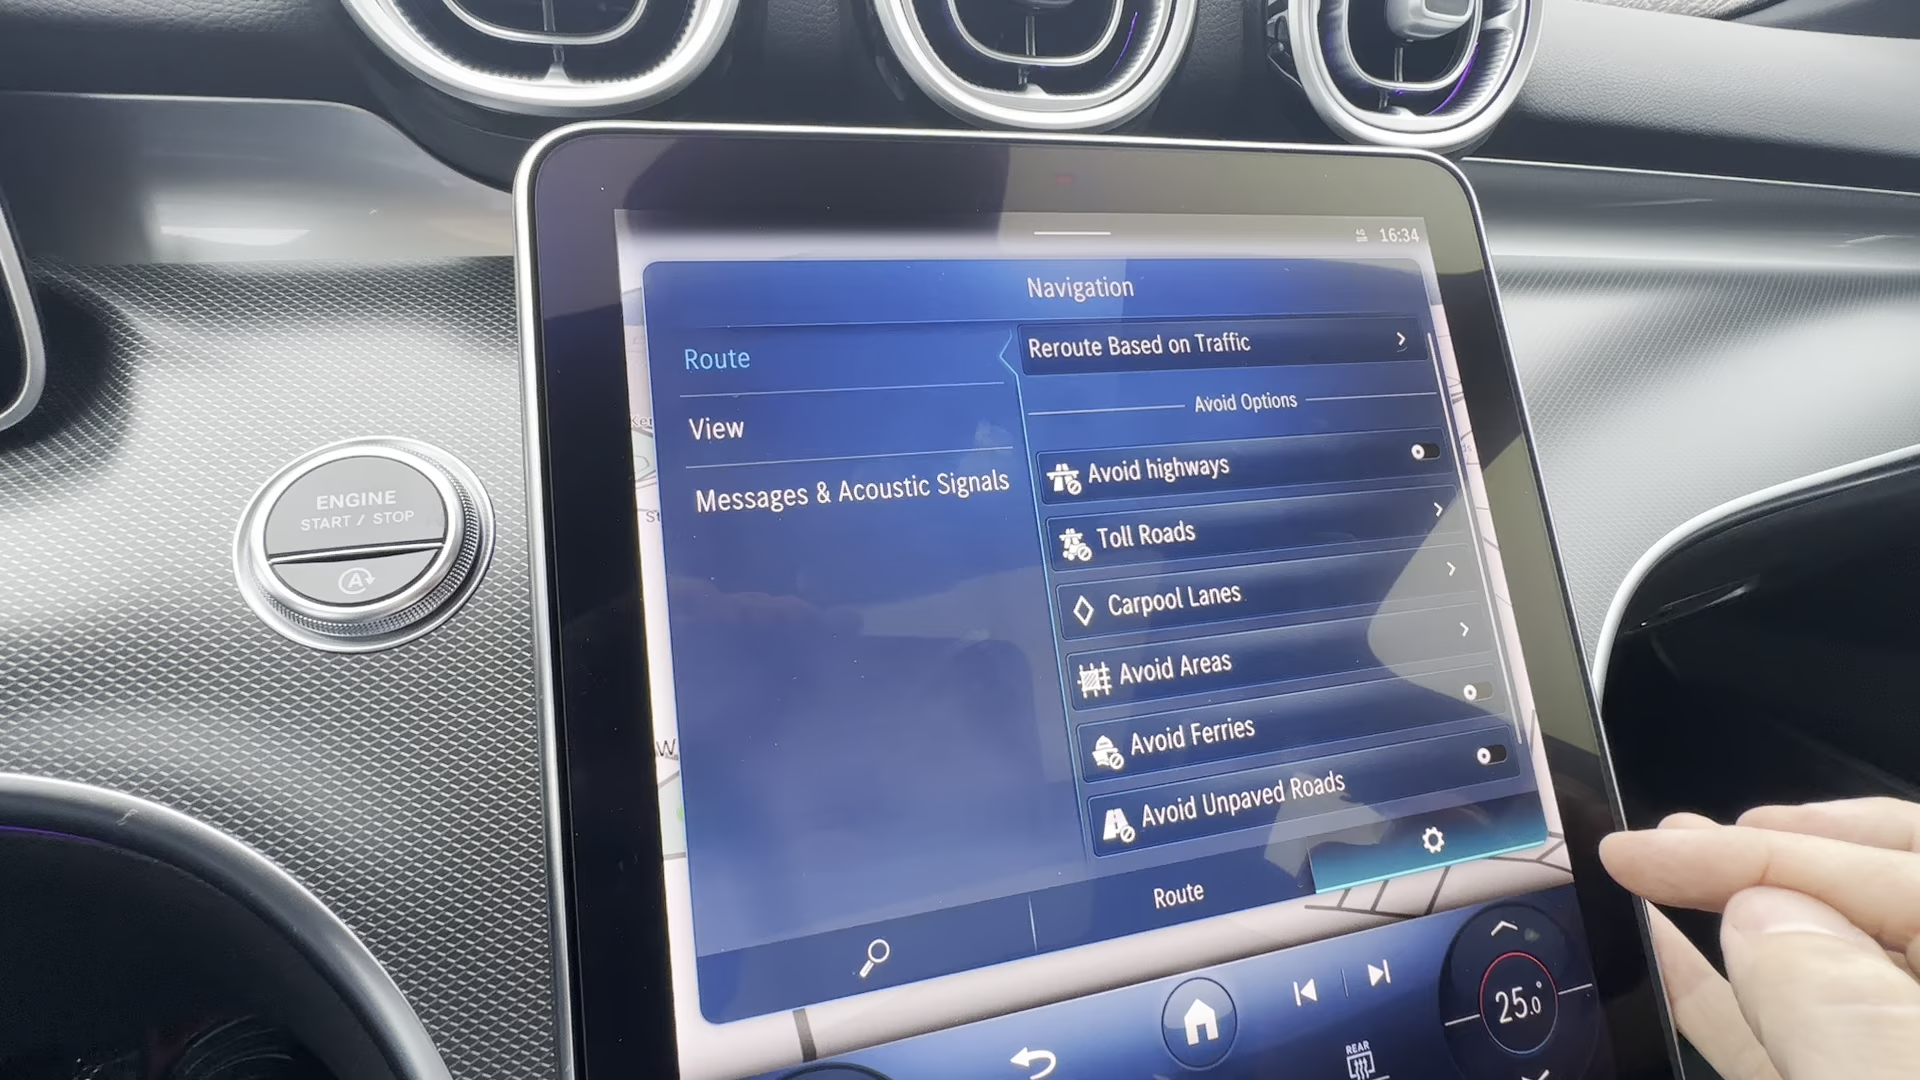 4G 16:34
Navigation
Route
Reroute Based on Traffic
Avoid Options
View
Avoid highways
Messages & Acoustic Signals
Toll Roads
Carpool Lanes
Avoid Areas
Avoid Ferries
Avoid Unpaved Roads
Route
ENGINE
START / STOP
A
25.0°
REAR